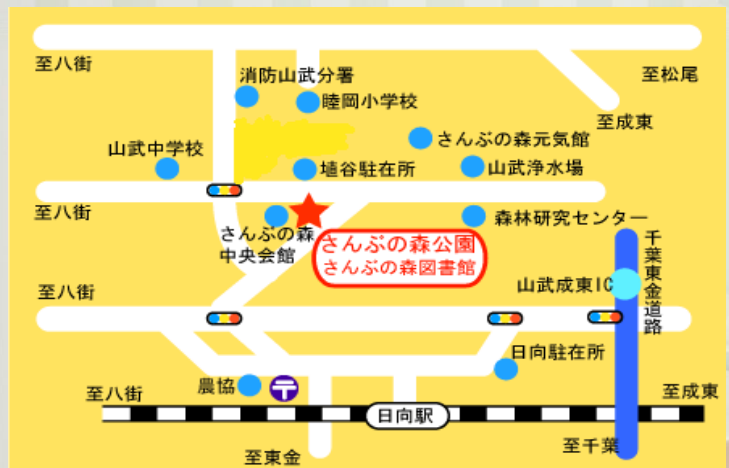 至八街
消防山武分署
至松尾
睦岡小学校
至成東
さんぶの森元気館
山武中学校
埴谷駐在所
山武浄水場
至八街
さんぶの森
中央会館
森林研究センター
さんぶの森公園
さんぶの森図書館
千葉東金道路
山武成東IC
至八街
日向駐在所
農協
〒
至八街
至成東
日向駅
至東金
至千葉